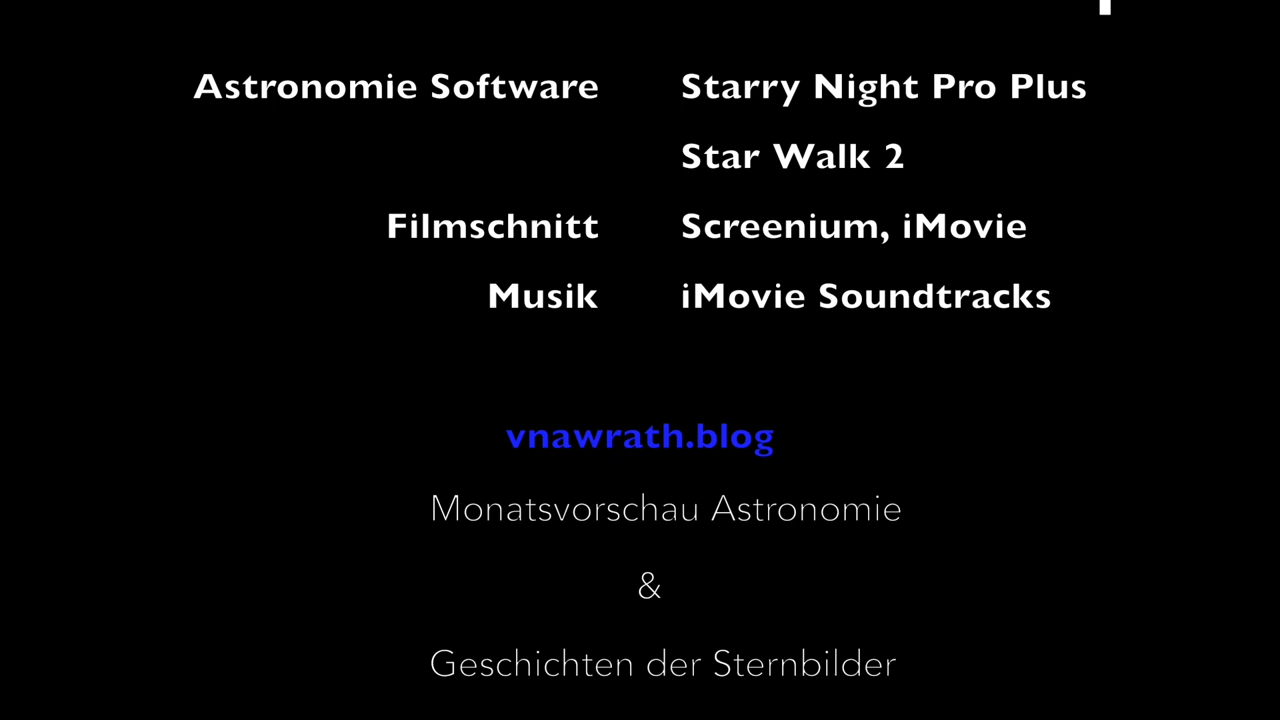 Astronomie Software Starry Night Pro Plus
Star Walk 2
Filmschnitt Screenium, iMovie
Musik iMovie Soundtracks
vnawrath.blog
Monatsvorschau Astronomie
&
Geschichten der Sternbilder